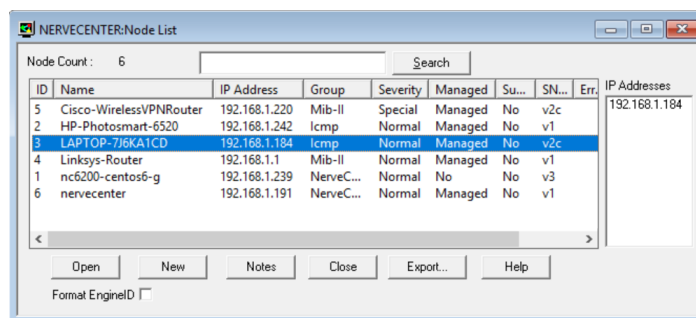 NERVECENTER:Node List
Node Count : 6 Search
ID Name IP Address Group Severity Managed Su... SN... Err. IP Addresses
5 Cisco-WirelessVPNRouter 192.168.1.220 Mib-II Special Managed No v2c 192.168.1.184
2 HP-Photosmart-6520 192.168.1.242 Icmp Normal Managed No v1
3 LAPTOP-7J6KA1CD 192.168.1.184 Icmp Normal Managed No v2c
4 Linksys-Router 192.168.1.1 Mib-II Normal Managed No v1
1 nc6200-centos6-g 192.168.1.239 NerveC... Normal No No v3
6 nervecenter 192.168.1.191 NerveC... Normal Managed No v1
Open New Notes Close Export... Help
Format EngineID